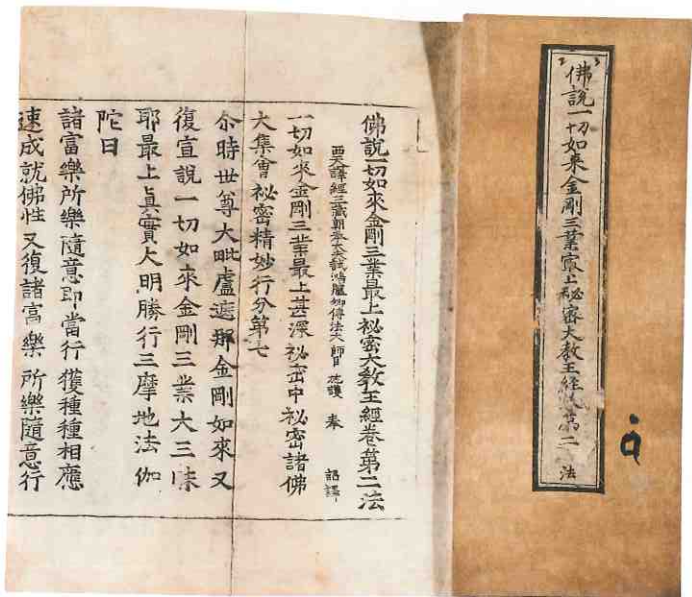 佛說一切如來金剛三業㝡上秘密大教王經卷第二 法
佛說一切如來金剛三業最上祕密大教王經卷第二 法
西天譯經三藏朝奉大夫試鴻臚卿傳法大師臣 施護 奉 詔譯
一切如來金剛三業最上甚深祕密中祕密諸佛
大集會祕密精妙行分第七
尒時世尊大毗盧遮那金剛如來又
復宣說一切如來金剛三業大三昧
耶最上眞實大明勝行三摩地法伽
陀曰
諸富樂所樂隨意即當行 獲種種相應
速成就佛性 又復諸富樂 所樂隨意行